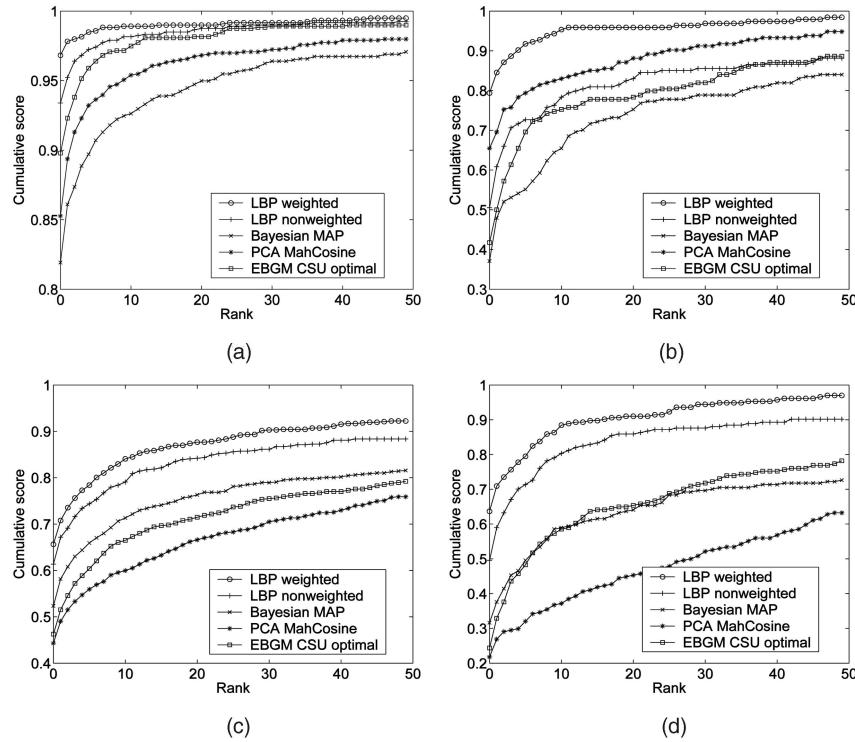 1
0.95
0.9
0.85
0.8
Cumulative score
0 10 20 30 40 50
Rank
LBP weighted
LBP nonweighted
Bayesian MAP
PCA MahCosine
EBGM CSU optimal
(a)
1
0.9
0.8
0.7
0.6
0.5
0.4
0.3
Cumulative score
0 10 20 30 40 50
Rank
LBP weighted
LBP nonweighted
Bayesian MAP
PCA MahCosine
EBGM CSU optimal
(b)
1
0.9
0.8
0.7
0.6
0.5
0.4
Cumulative score
0 10 20 30 40 50
Rank
LBP weighted
LBP nonweighted
Bayesian MAP
PCA MahCosine
EBGM CSU optimal
(c)
1
0.9
0.8
0.7
0.6
0.5
0.4
0.3
0.2
Cumulative score
0 10 20 30 40 50
Rank
LBP weighted
LBP nonweighted
Bayesian MAP
PCA MahCosine
EBGM CSU optimal
(d)